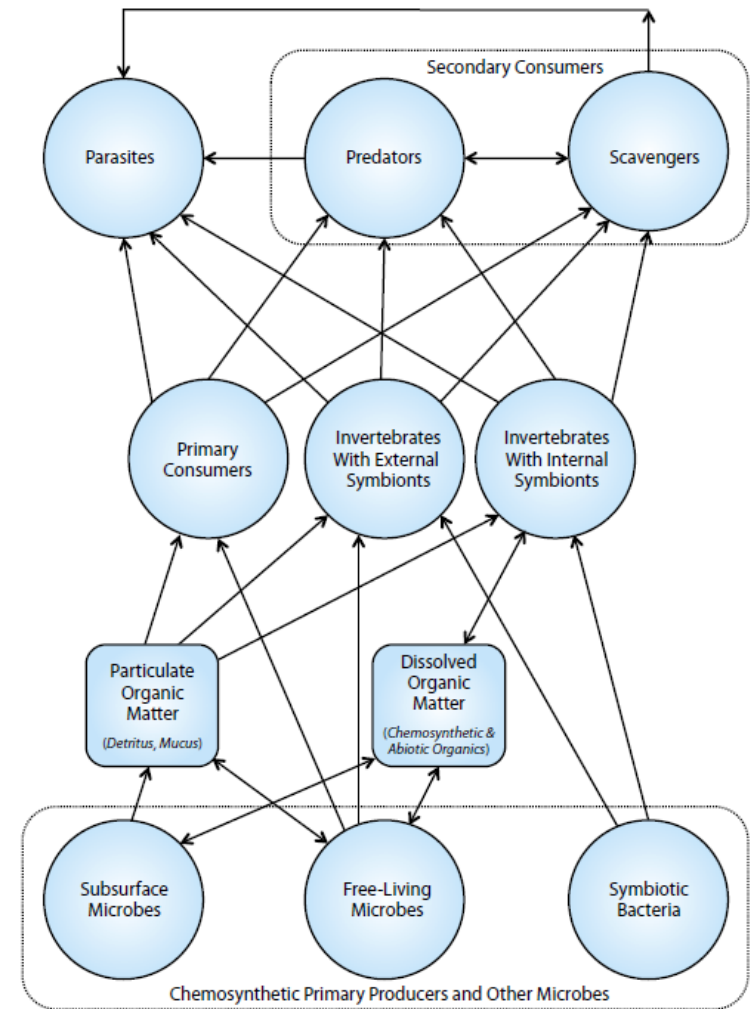 Secondary Consumers
Parasites
Predators
Scavengers
Primary
Consumers
Invertebrates
With External
Symbionts
Invertebrates
With Internal
Symbionts
Particulate
Organic
Matter
(Detritus, Mucus)
Dissolved
Organic
Matter
(Chemosynthetic &
Abiotic Organics)
Subsurface
Microbes
Free-Living
Microbes
Symbiotic
Bacteria
Chemosynthetic Primary Producers and Other Microbes